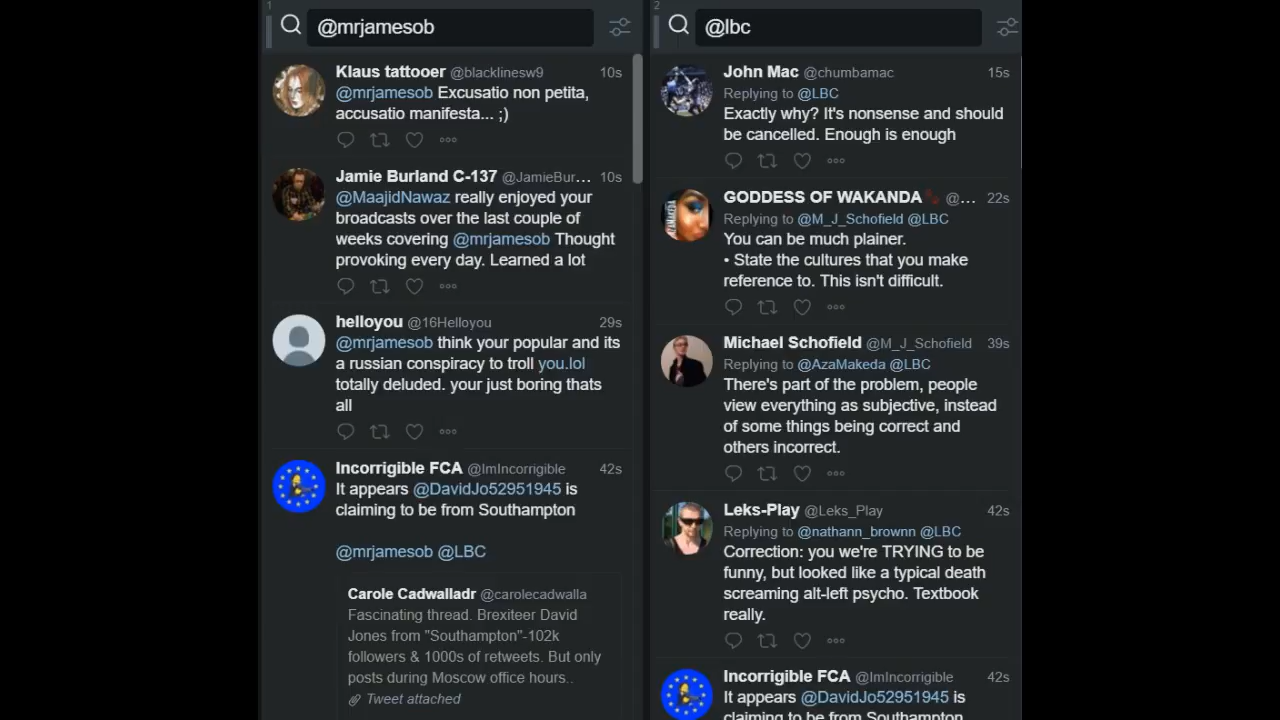 1
@mrjamesob
Klaus tattooer @blacklinesw9 10s
@mrjamesob Excusatio non petita,
accusatio manifesta... ;)
Jamie Burland C-137 @JamieBur... 10s
@MaajidNawaz really enjoyed your
broadcasts over the last couple of
weeks covering @mrjamesob Thought
provoking every day. Learned a lot
helloyou @16Helloyou 29s
@mrjamesob think your popular and its
a russian conspiracy to troll you.lol
totally deluded. your just boring thats
all
Incorrigible FCA @ImIncorrigible 42s
It appears @DavidJo52951945 is
claiming to be from Southampton
@mrjamesob @LBC
Carole Cadwalladr @carolecadwalla
Fascinating thread. Brexiteer David
Jones from "Southampton"-102k
followers & 1000s of retweets. But only
posts during Moscow office hours..
Tweet attached
2
@lbc
John Mac @chumbamac 15s
Replying to @LBC
Exactly why? It's nonsense and should
be cancelled. Enough is enough
GODDESS OF WAKANDA @... 22s
Replying to @M_J_Schofield @LBC
You can be much plainer.
• State the cultures that you make
reference to. This isn't difficult.
Michael Schofield @M_J_Schofield 39s
Replying to @AzaMakeda @LBC
There's part of the problem, people
view everything as subjective, instead
of some things being correct and
others incorrect.
Leks-Play @Leks_Play 42s
Replying to @nathann_brownn @LBC
Correction: you we're TRYING to be
funny, but looked like a typical death
screaming alt-left psycho. Textbook
really.
Incorrigible FCA @ImIncorrigible 42s
It appears @DavidJo52951945 is
claiming to be from Southampton